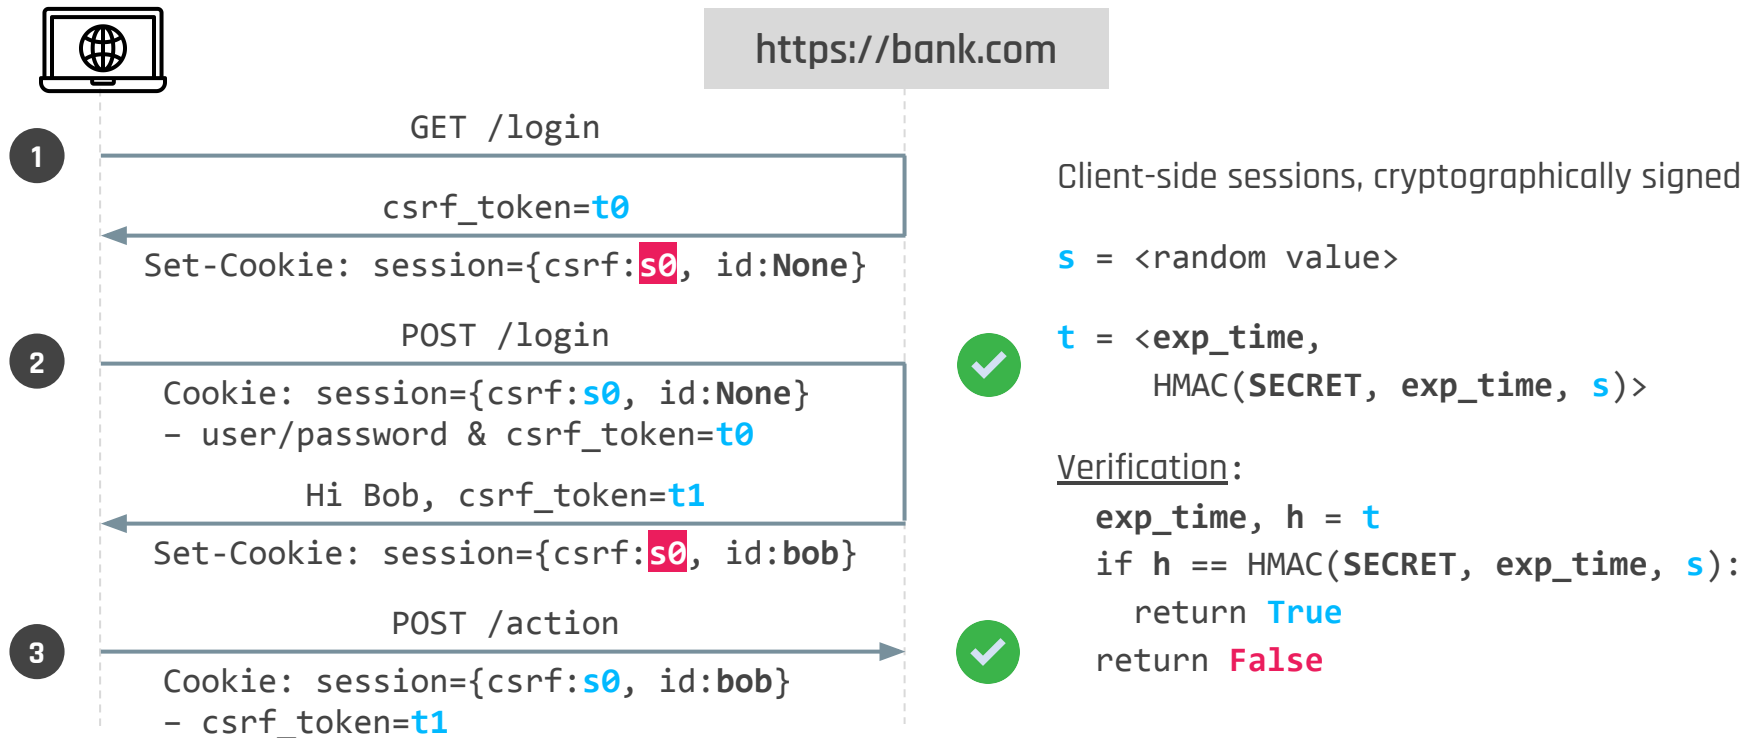 https://bank.com
1
GET /login
csrf_token=t0
Set-Cookie: session={csrf:s0, id:None}
2
POST /login
Cookie: session={csrf:s0, id:None}
– user/password & csrf_token=t0
Hi Bob, csrf_token=t1
Set-Cookie: session={csrf:s0, id:bob}
3
POST /action
Cookie: session={csrf:s0, id:bob}
– csrf_token=t1
Client-side sessions, cryptographically signed
s = <random value>
t = <exp_time,
HMAC(SECRET, exp_time, s)>
Verification:
exp_time, h = t
if h == HMAC(SECRET, exp_time, s):
return True
return False